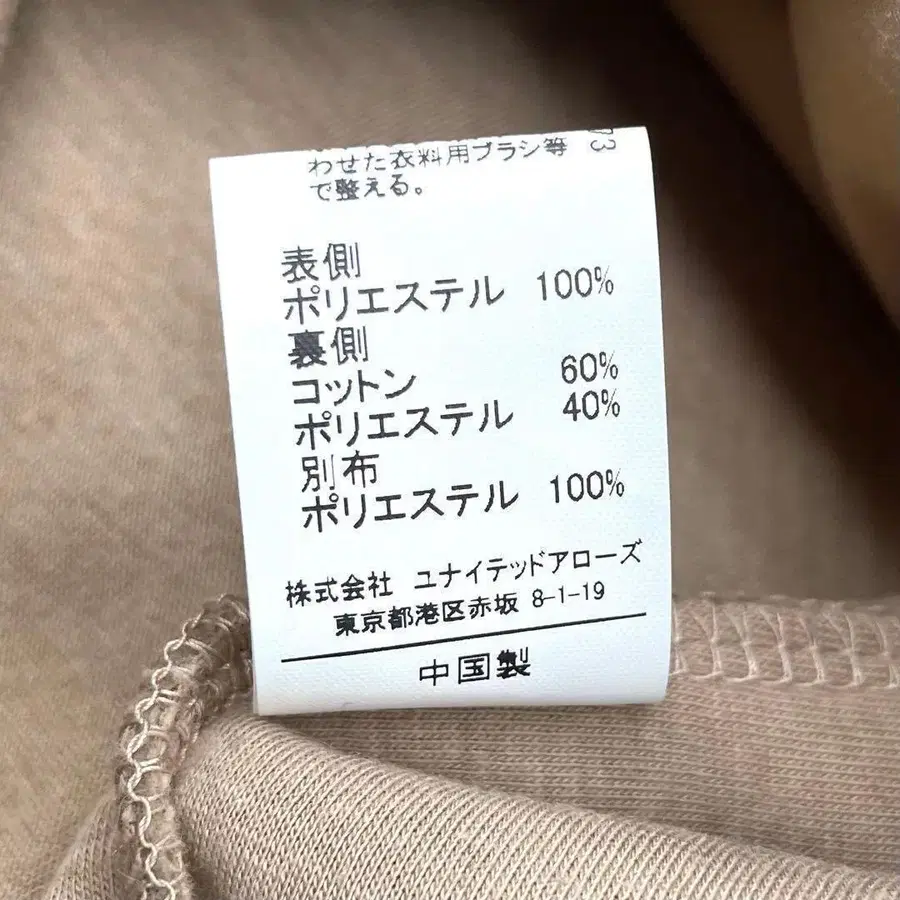 わせた衣料用ブラシ等
で整える。
73
表側
ポリエステル 100%
裏側
コットン 60%
ポリエステル 40%
別布
ポリエステル 100%
株式会社 ユナイテッドアローズ
東京都港区赤坂 8-1-19
中国製